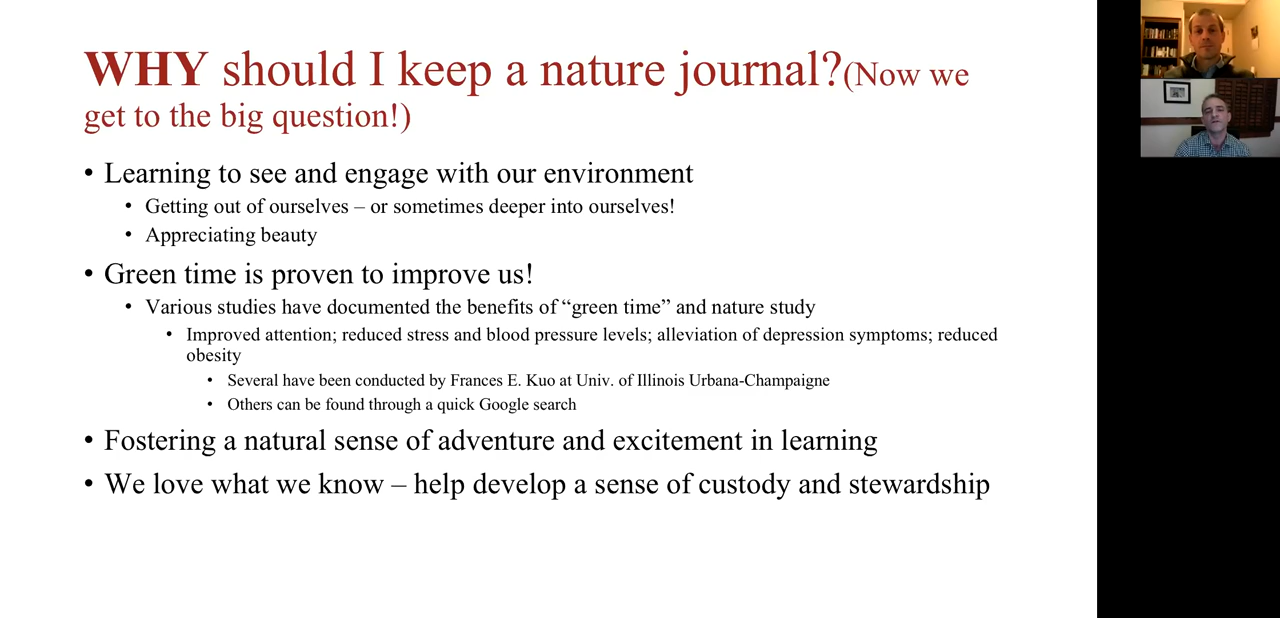 WHY should I keep a nature journal?(Now we
get to the big question!)
• Learning to see and engage with our environment
• Getting out of ourselves – or sometimes deeper into ourselves!
• Appreciating beauty
• Green time is proven to improve us!
• Various studies have documented the benefits of “green time” and nature study
• Improved attention; reduced stress and blood pressure levels; alleviation of depression symptoms; reduced
obesity
• Several have been conducted by Frances E. Kuo at Univ. of Illinois Urbana-Champaigne
• Others can be found through a quick Google search
• Fostering a natural sense of adventure and excitement in learning
• We love what we know – help develop a sense of custody and stewardship